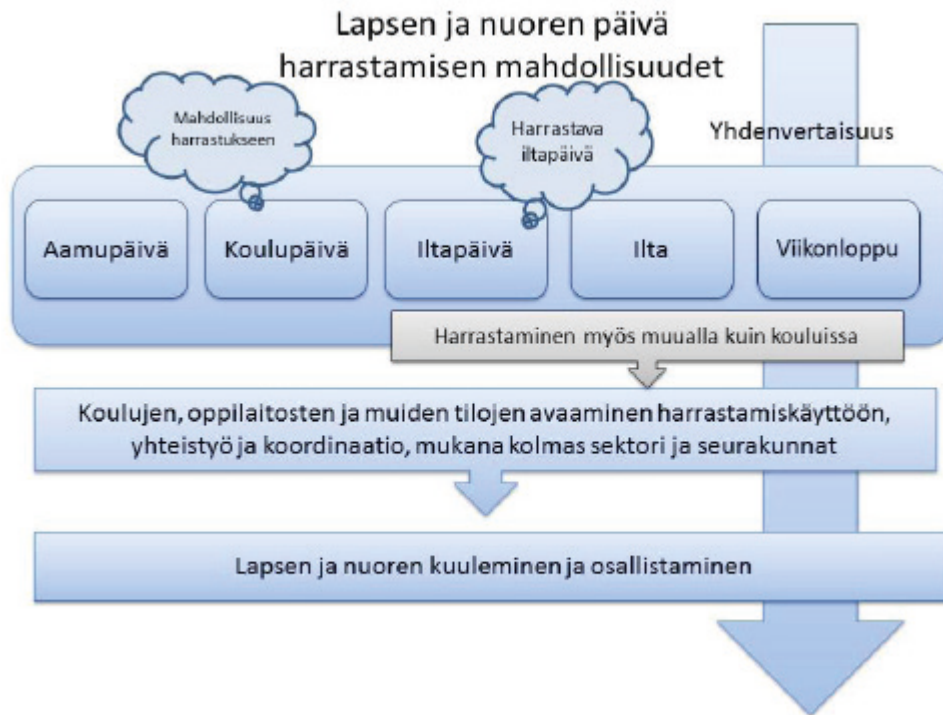 Lapsen ja nuoren päivä
harrastamisen mahdollisuudet
Mahdollisuus
harrastukseen
Harrastava
iltapäivä
Yhdenvertaisuus
Aamupäivä
Koulupäivä
Iltapäivä
Ilta
Viikonloppu
Harrastaminen myös muualla kuin kouluissa
Koulujen, oppilaitosten ja muiden tilojen avaaminen harrastamiskäyttöön,
yhteistyö ja koordinaatio, mukana kolmas sektori ja seurakunnat
Lapsen ja nuoren kuuleminen ja osallistaminen